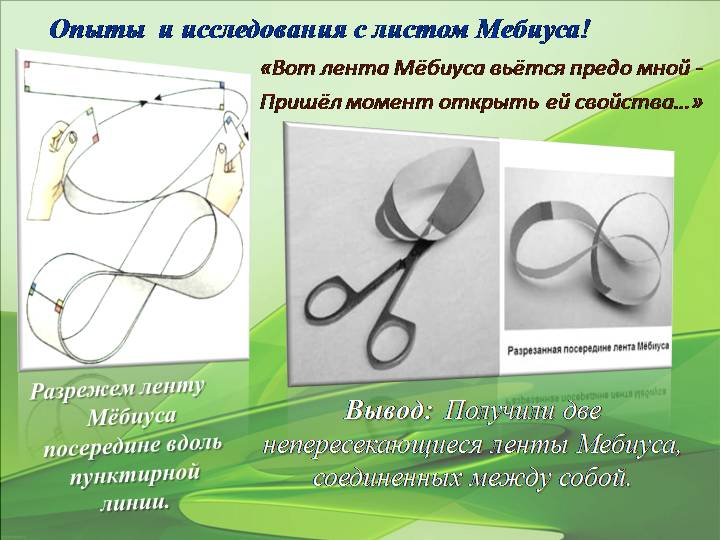 Опыты и исследования с листом Мебиуса!
«Вот лента Мёбиуса вьётся предо мной -
Пришёл момент открыть ей свойства...»
Разрезанная посередине лента Мёбиуса
Разрежем ленту
Мёбиуса
посередине вдоль
пунктирной
линии.
Вывод: Получили две
непересекающиеся ленты Мебиуса,
соединенных между собой.